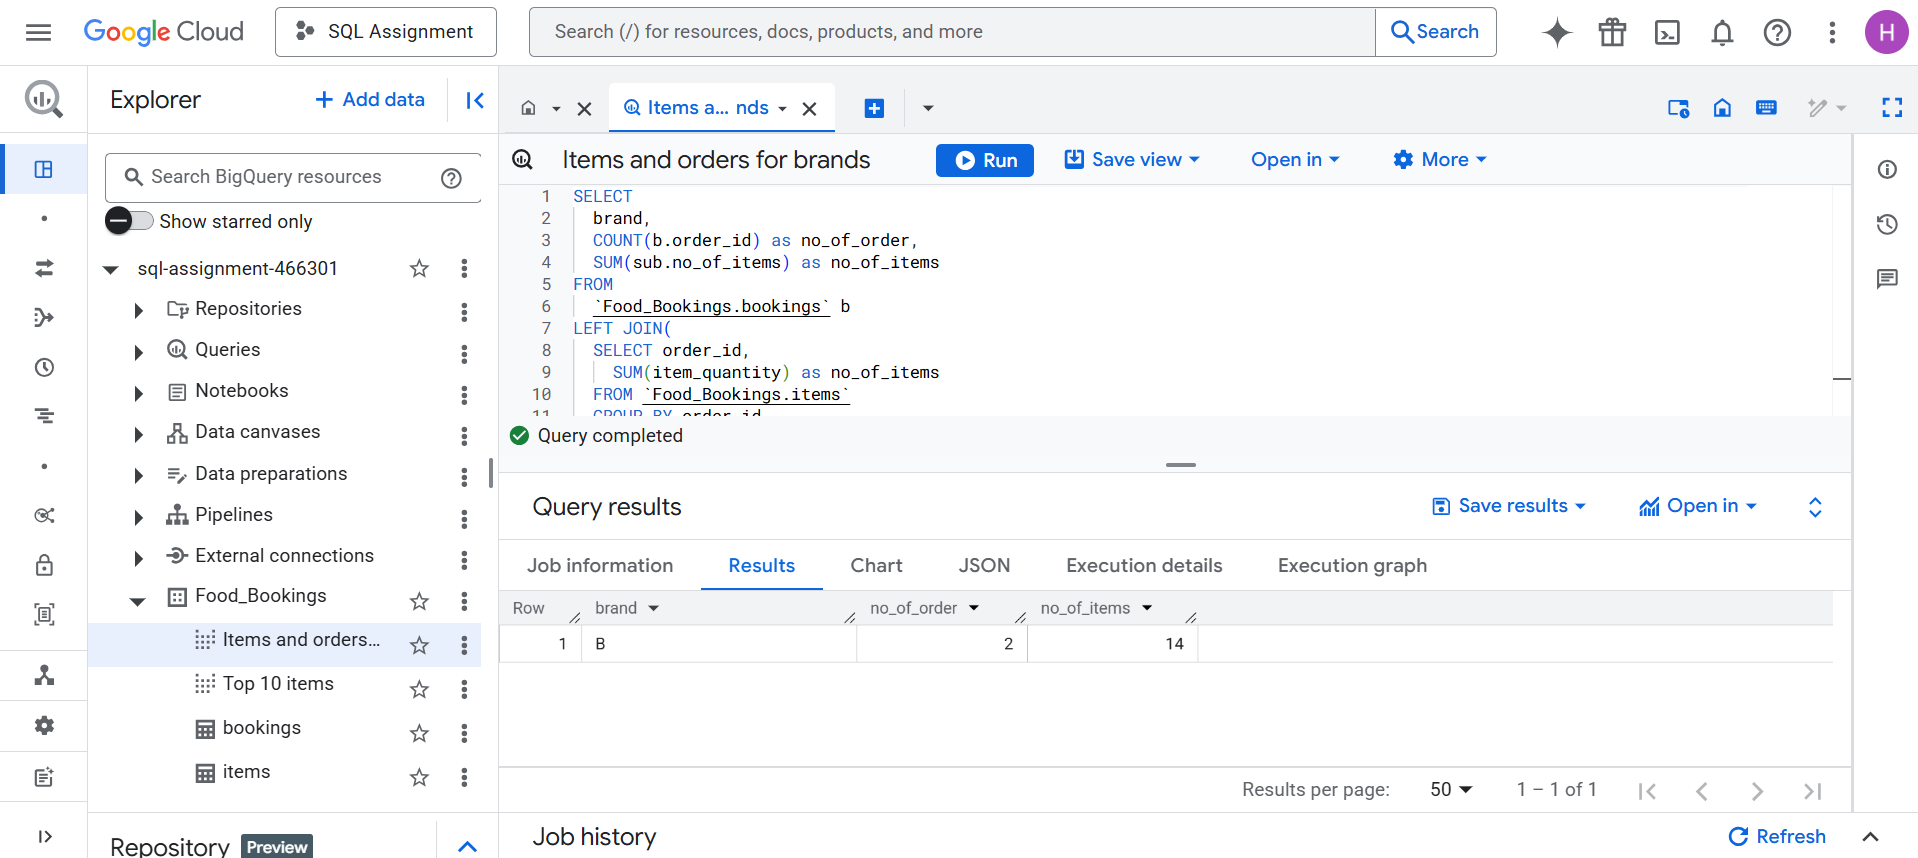 Google Cloud
SQL Assignment
Search (/) for resources, docs, products, and more
Search
H
Explorer
+ Add data
Items a... nds
Search BigQuery resources
Show starred only
sql-assignment-466301
Repositories
Queries
Notebooks
Data canvases
Data preparations
Pipelines
External connections
Food_Bookings
Items and orders...
Top 10 items
bookings
items
Repository Preview
Items and orders for brands
Run
Save view
Open in
More
1 SELECT
2 brand,
3 COUNT(b.order_id) as no_of_order,
4 SUM(sub.no_of_items) as no_of_items
5 FROM
6 `Food_Bookings.bookings` b
7 LEFT JOIN(
8 SELECT order_id,
9 SUM(item_quantity) as no_of_items
10 FROM `Food_Bookings.items`
11 GROUP BY order_id
Query completed
Query results
Save results
Open in
Job information Results Chart JSON Execution details Execution graph
Row brand no_of_order no_of_items
1 B 2 14
Results per page: 50 1 – 1 of 1
Job history
Refresh